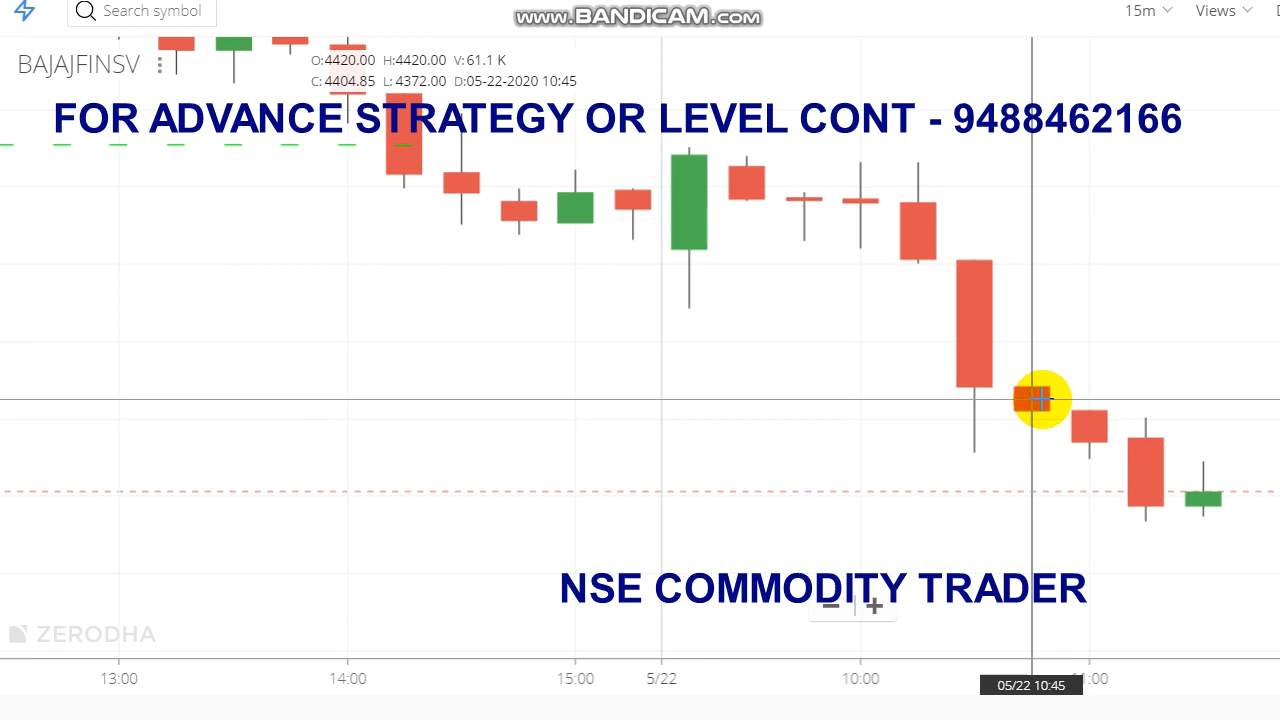 www.BANDICAM.com
Search symbol
15m
Views
BAJAJFINSV
O:4420.00 H:4420.00 V:61.1 K
C:4404.85 L:4372.00 D:05-22-2020 10:45
FOR ADVANCE STRATEGY OR LEVEL CONT - 9488462166
NSE COMMODITY TRADER
ZERODHA
13:00 14:00 15:00 5/22 10:00 05/22 10:45